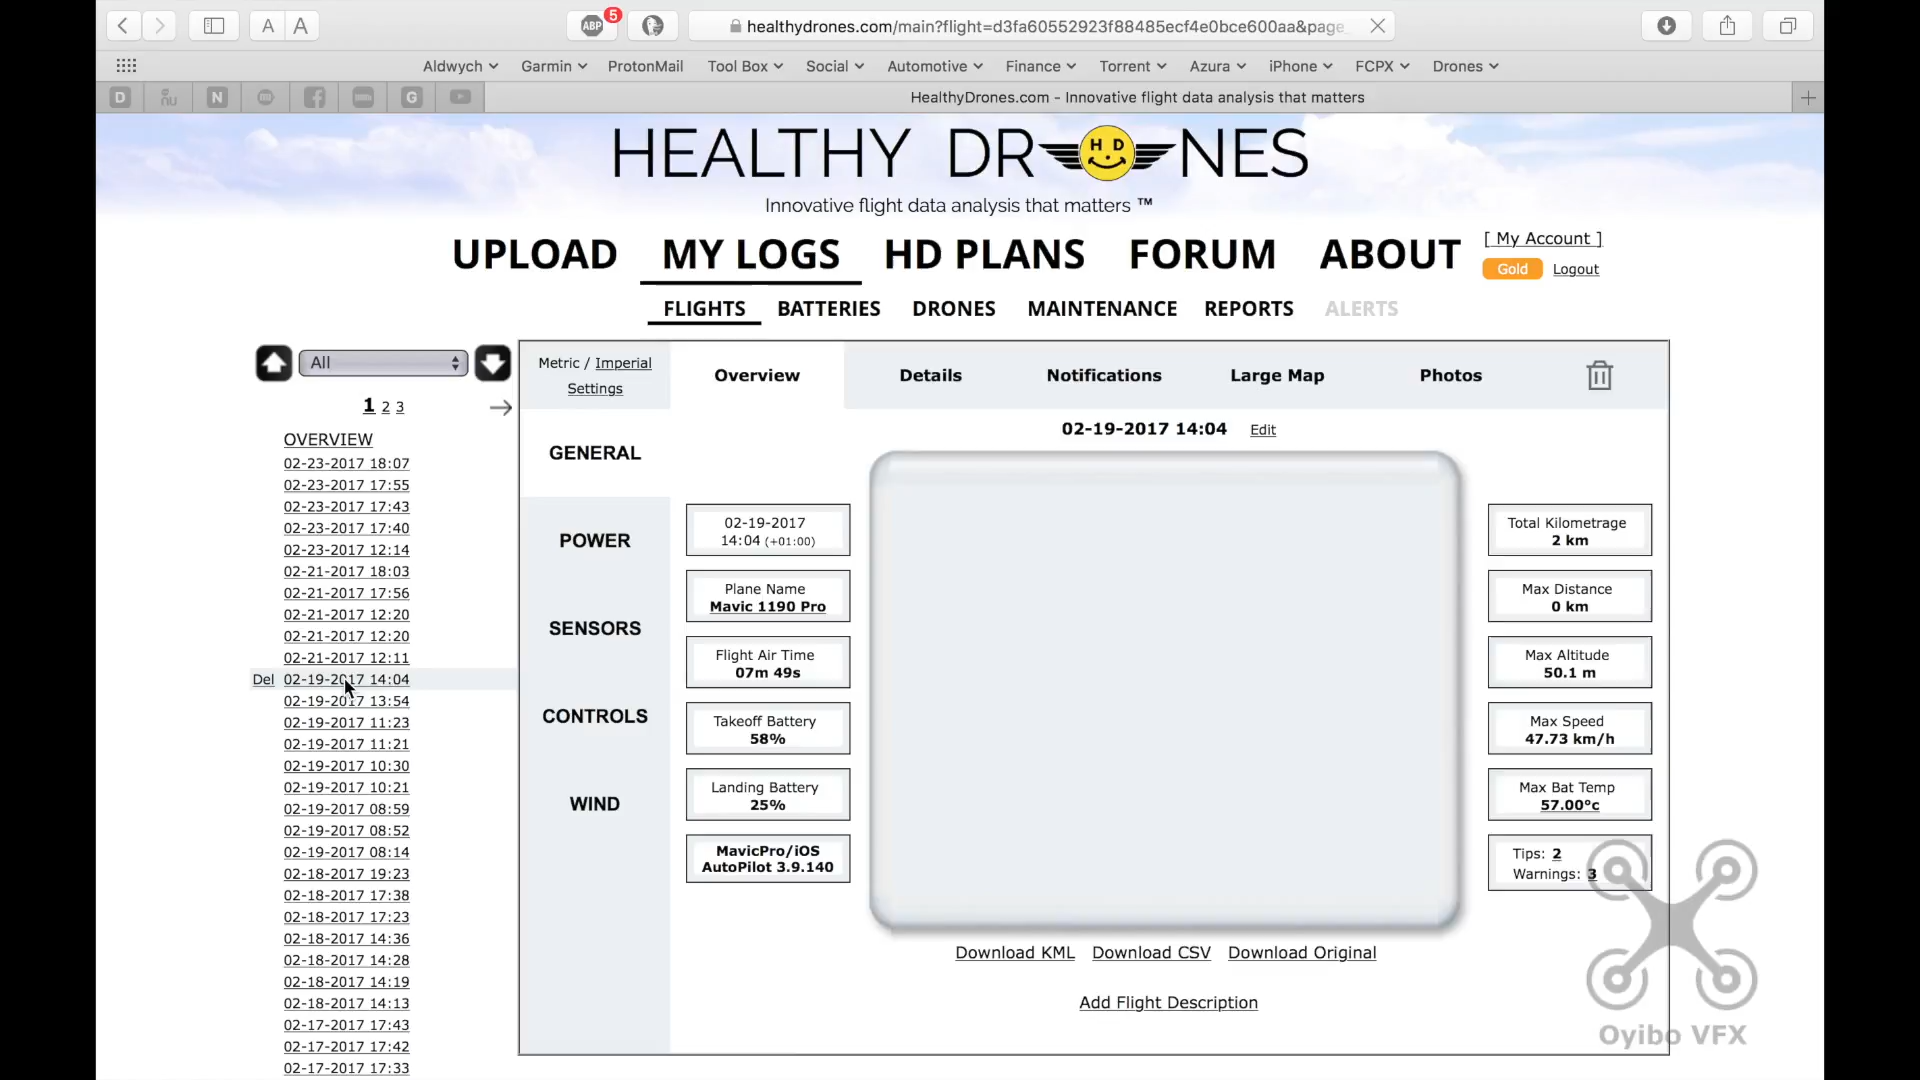 A A
ABP 5
healthydrones.com/main?flight=d3fa60552923f88485ecf4e0bce600aa&page
Aldwych Garmin ProtonMail Tool Box Social Automotive Finance Torrent Azura iPhone FCPX Drones
D nu N G HealthyDrones.com - Innovative flight data analysis that matters
HEALTHY DR H D NES
Innovative flight data analysis that matters ™
UPLOAD MY LOGS HD PLANS FORUM ABOUT
[ My Account ]
Gold Logout
FLIGHTS BATTERIES DRONES MAINTENANCE REPORTS ALERTS
All
1 2 3
OVERVIEW
02-23-2017 18:07
02-23-2017 17:55
02-23-2017 17:43
02-23-2017 17:40
02-23-2017 12:14
02-21-2017 18:03
02-21-2017 17:56
02-21-2017 12:20
02-21-2017 12:20
02-21-2017 12:11
Del 02-19-2017 14:04
02-19-2017 13:54
02-19-2017 11:23
02-19-2017 11:21
02-19-2017 10:30
02-19-2017 10:21
02-19-2017 08:59
02-19-2017 08:52
02-19-2017 08:14
02-18-2017 19:23
02-18-2017 17:38
02-18-2017 17:23
02-18-2017 14:36
02-18-2017 14:28
02-18-2017 14:19
02-18-2017 14:13
02-17-2017 17:43
02-17-2017 17:42
02-17-2017 17:33
Metric / Imperial
Settings
Overview Details Notifications Large Map Photos
GENERAL
POWER
SENSORS
CONTROLS
WIND
02-19-2017 14:04 Edit
02-19-2017
14:04 (+01:00)
Plane Name
Mavic 1190 Pro
Flight Air Time
07m 49s
Takeoff Battery
58%
Landing Battery
25%
MavicPro/iOS
AutoPilot 3.9.140
Total Kilometrage
2 km
Max Distance
0 km
Max Altitude
50.1 m
Max Speed
47.73 km/h
Max Bat Temp
57.00°c
Tips: 2
Warnings: 3
Download KML Download CSV Download Original
Add Flight Description
Oyibo VFX